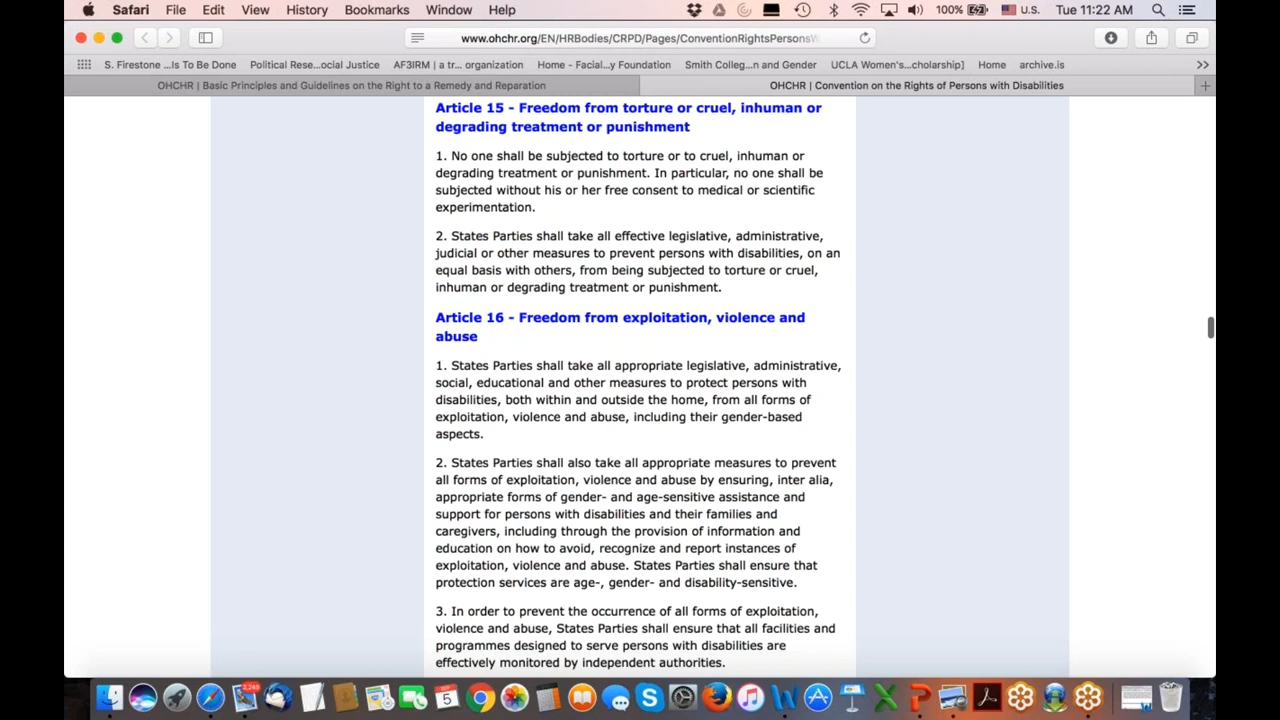 Safari File Edit View History Bookmarks Window Help 100% U.S. Tue 11:22 AM
www.ohchr.org/EN/HRBodies/CRPD/Pages/ConventionRightsPersonsW
S. Firestone ...Is To Be Done Political Rese...ocial Justice AF3IRM | a tr... organization Home - Facial...y Foundation Smith Colleg...n and Gender UCLA Women's...cholarship] Home archive.is
OHCHR | Basic Principles and Guidelines on the Right to a Remedy and Reparation OHCHR | Convention on the Rights of Persons with Disabilities
Article 15 - Freedom from torture or cruel, inhuman or
degrading treatment or punishment
1. No one shall be subjected to torture or to cruel, inhuman or
degrading treatment or punishment. In particular, no one shall be
subjected without his or her free consent to medical or scientific
experimentation.
2. States Parties shall take all effective legislative, administrative,
judicial or other measures to prevent persons with disabilities, on an
equal basis with others, from being subjected to torture or cruel,
inhuman or degrading treatment or punishment.
Article 16 - Freedom from exploitation, violence and
abuse
1. States Parties shall take all appropriate legislative, administrative,
social, educational and other measures to protect persons with
disabilities, both within and outside the home, from all forms of
exploitation, violence and abuse, including their gender-based
aspects.
2. States Parties shall also take all appropriate measures to prevent
all forms of exploitation, violence and abuse by ensuring, inter alia,
appropriate forms of gender- and age-sensitive assistance and
support for persons with disabilities and their families and
caregivers, including through the provision of information and
education on how to avoid, recognize and report instances of
exploitation, violence and abuse. States Parties shall ensure that
protection services are age-, gender- and disability-sensitive.
3. In order to prevent the occurrence of all forms of exploitation,
violence and abuse, States Parties shall ensure that all facilities and
programmes designed to serve persons with disabilities are
effectively monitored by independent authorities.